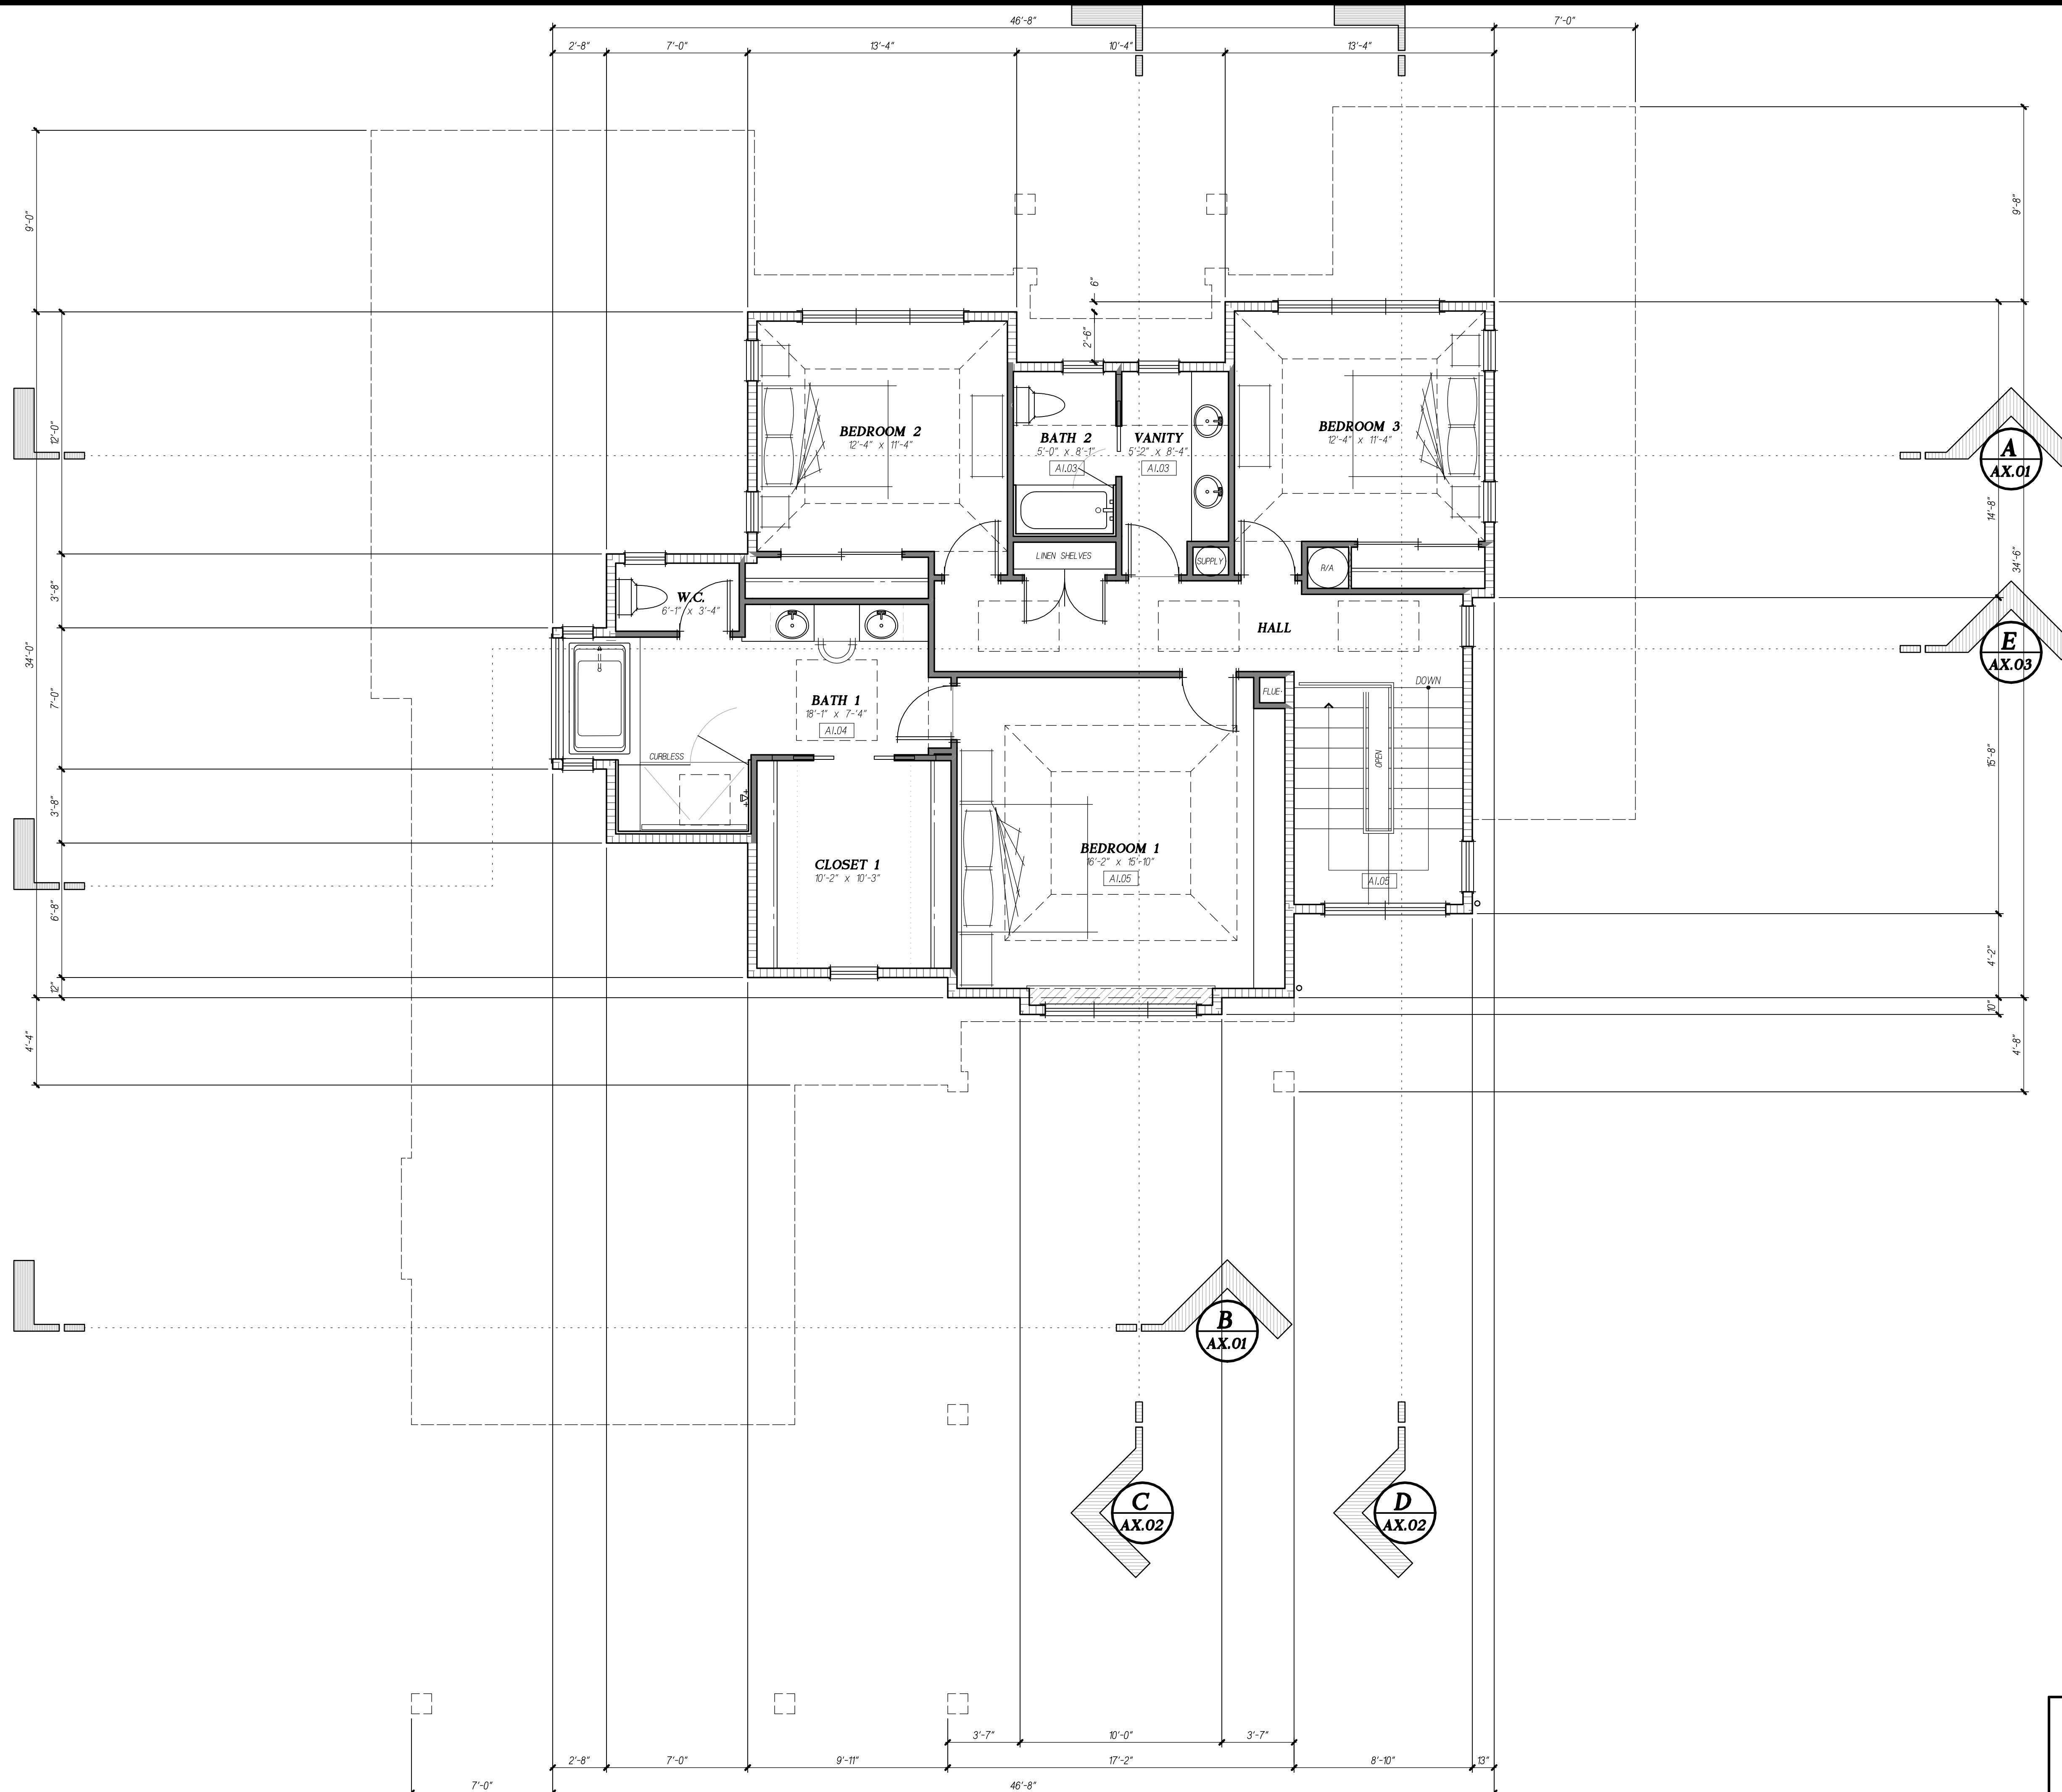 46'-8"
7'-0"
2'-8"
7'-0"
13'-4"
10'-4"
13'-4"
9'-0"
9'-8"
6"
2'-6"
12'-0"
BEDROOM 2
12'-4" x 11'-4"
BATH 2
5'-0" x 8'-1"
A1.03
VANITY
5'-2" x 8'-4"
A1.03
BEDROOM 3
12'-4" x 11'-4"
A
AX.01
14'-8"
34'-6"
LINEN SHELVES
SUPPLY
R/A
3'-8"
W.C.
6'-1" x 3'-4"
HALL
E
AX.03
34'-0"
7'-0"
BATH 1
18'-1" x 7'-4"
A1.04
FLUE
DOWN
OPEN
CURBLESS
15'-8"
3'-8"
BEDROOM 1
16'-2" x 15'-10"
A1.05
CLOSET 1
10'-2" x 10'-3"
A1.05
6'-8"
4'-2"
12"
10"
4'-4"
4'-8"
B
AX.01
C
AX.02
D
AX.02
3'-7"
10'-0"
3'-7"
2'-8"
7'-0"
9'-11"
17'-2"
8'-10"
13"
7'-0"
46'-8"